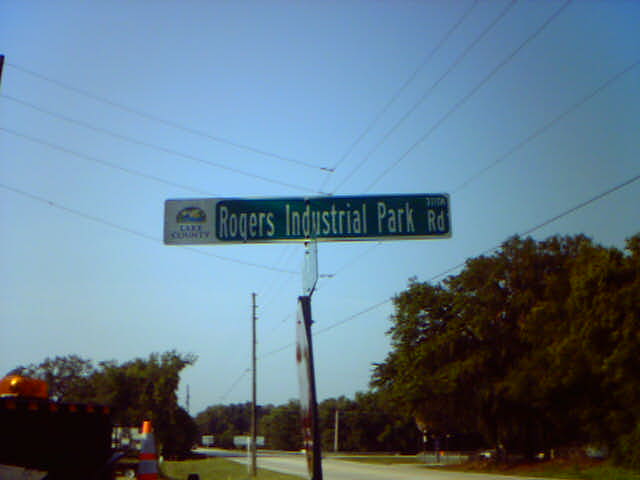 LAKE
COUNTY
Rogers Industrial Park Rd